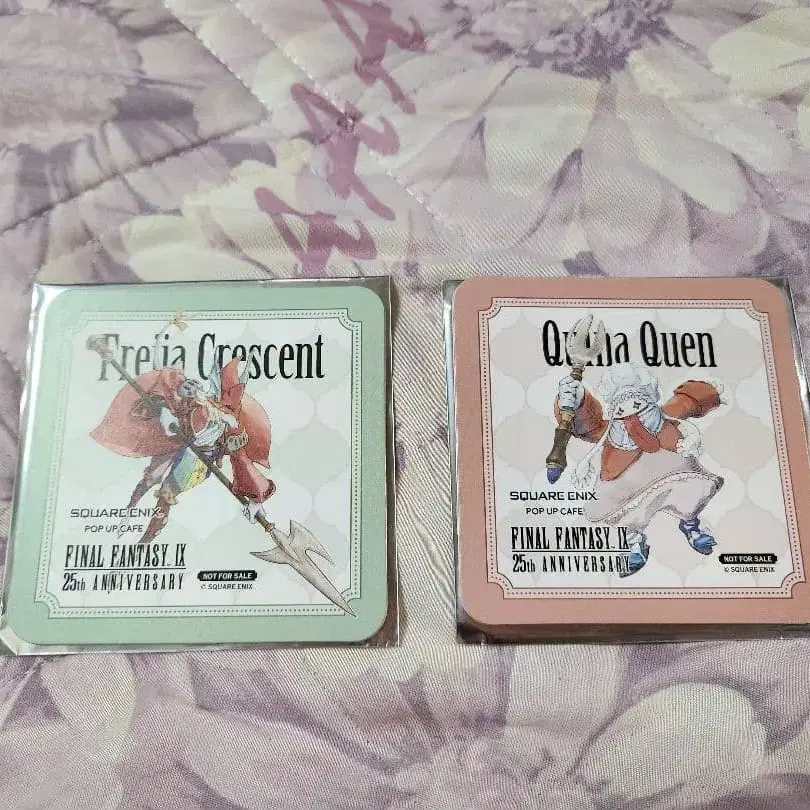 Freija Crescent
SQUARE ENIX
POP UP CAFE
FINAL FANTASY IX
25th ANNIVERSARY
NOT FOR SALE
© SQUARE ENIX
Quina Quen
SQUARE ENIX
POP UP CAFE
FINAL FANTASY IX
25th ANNIVERSARY
NOT FOR SALE
© SQUARE ENIX